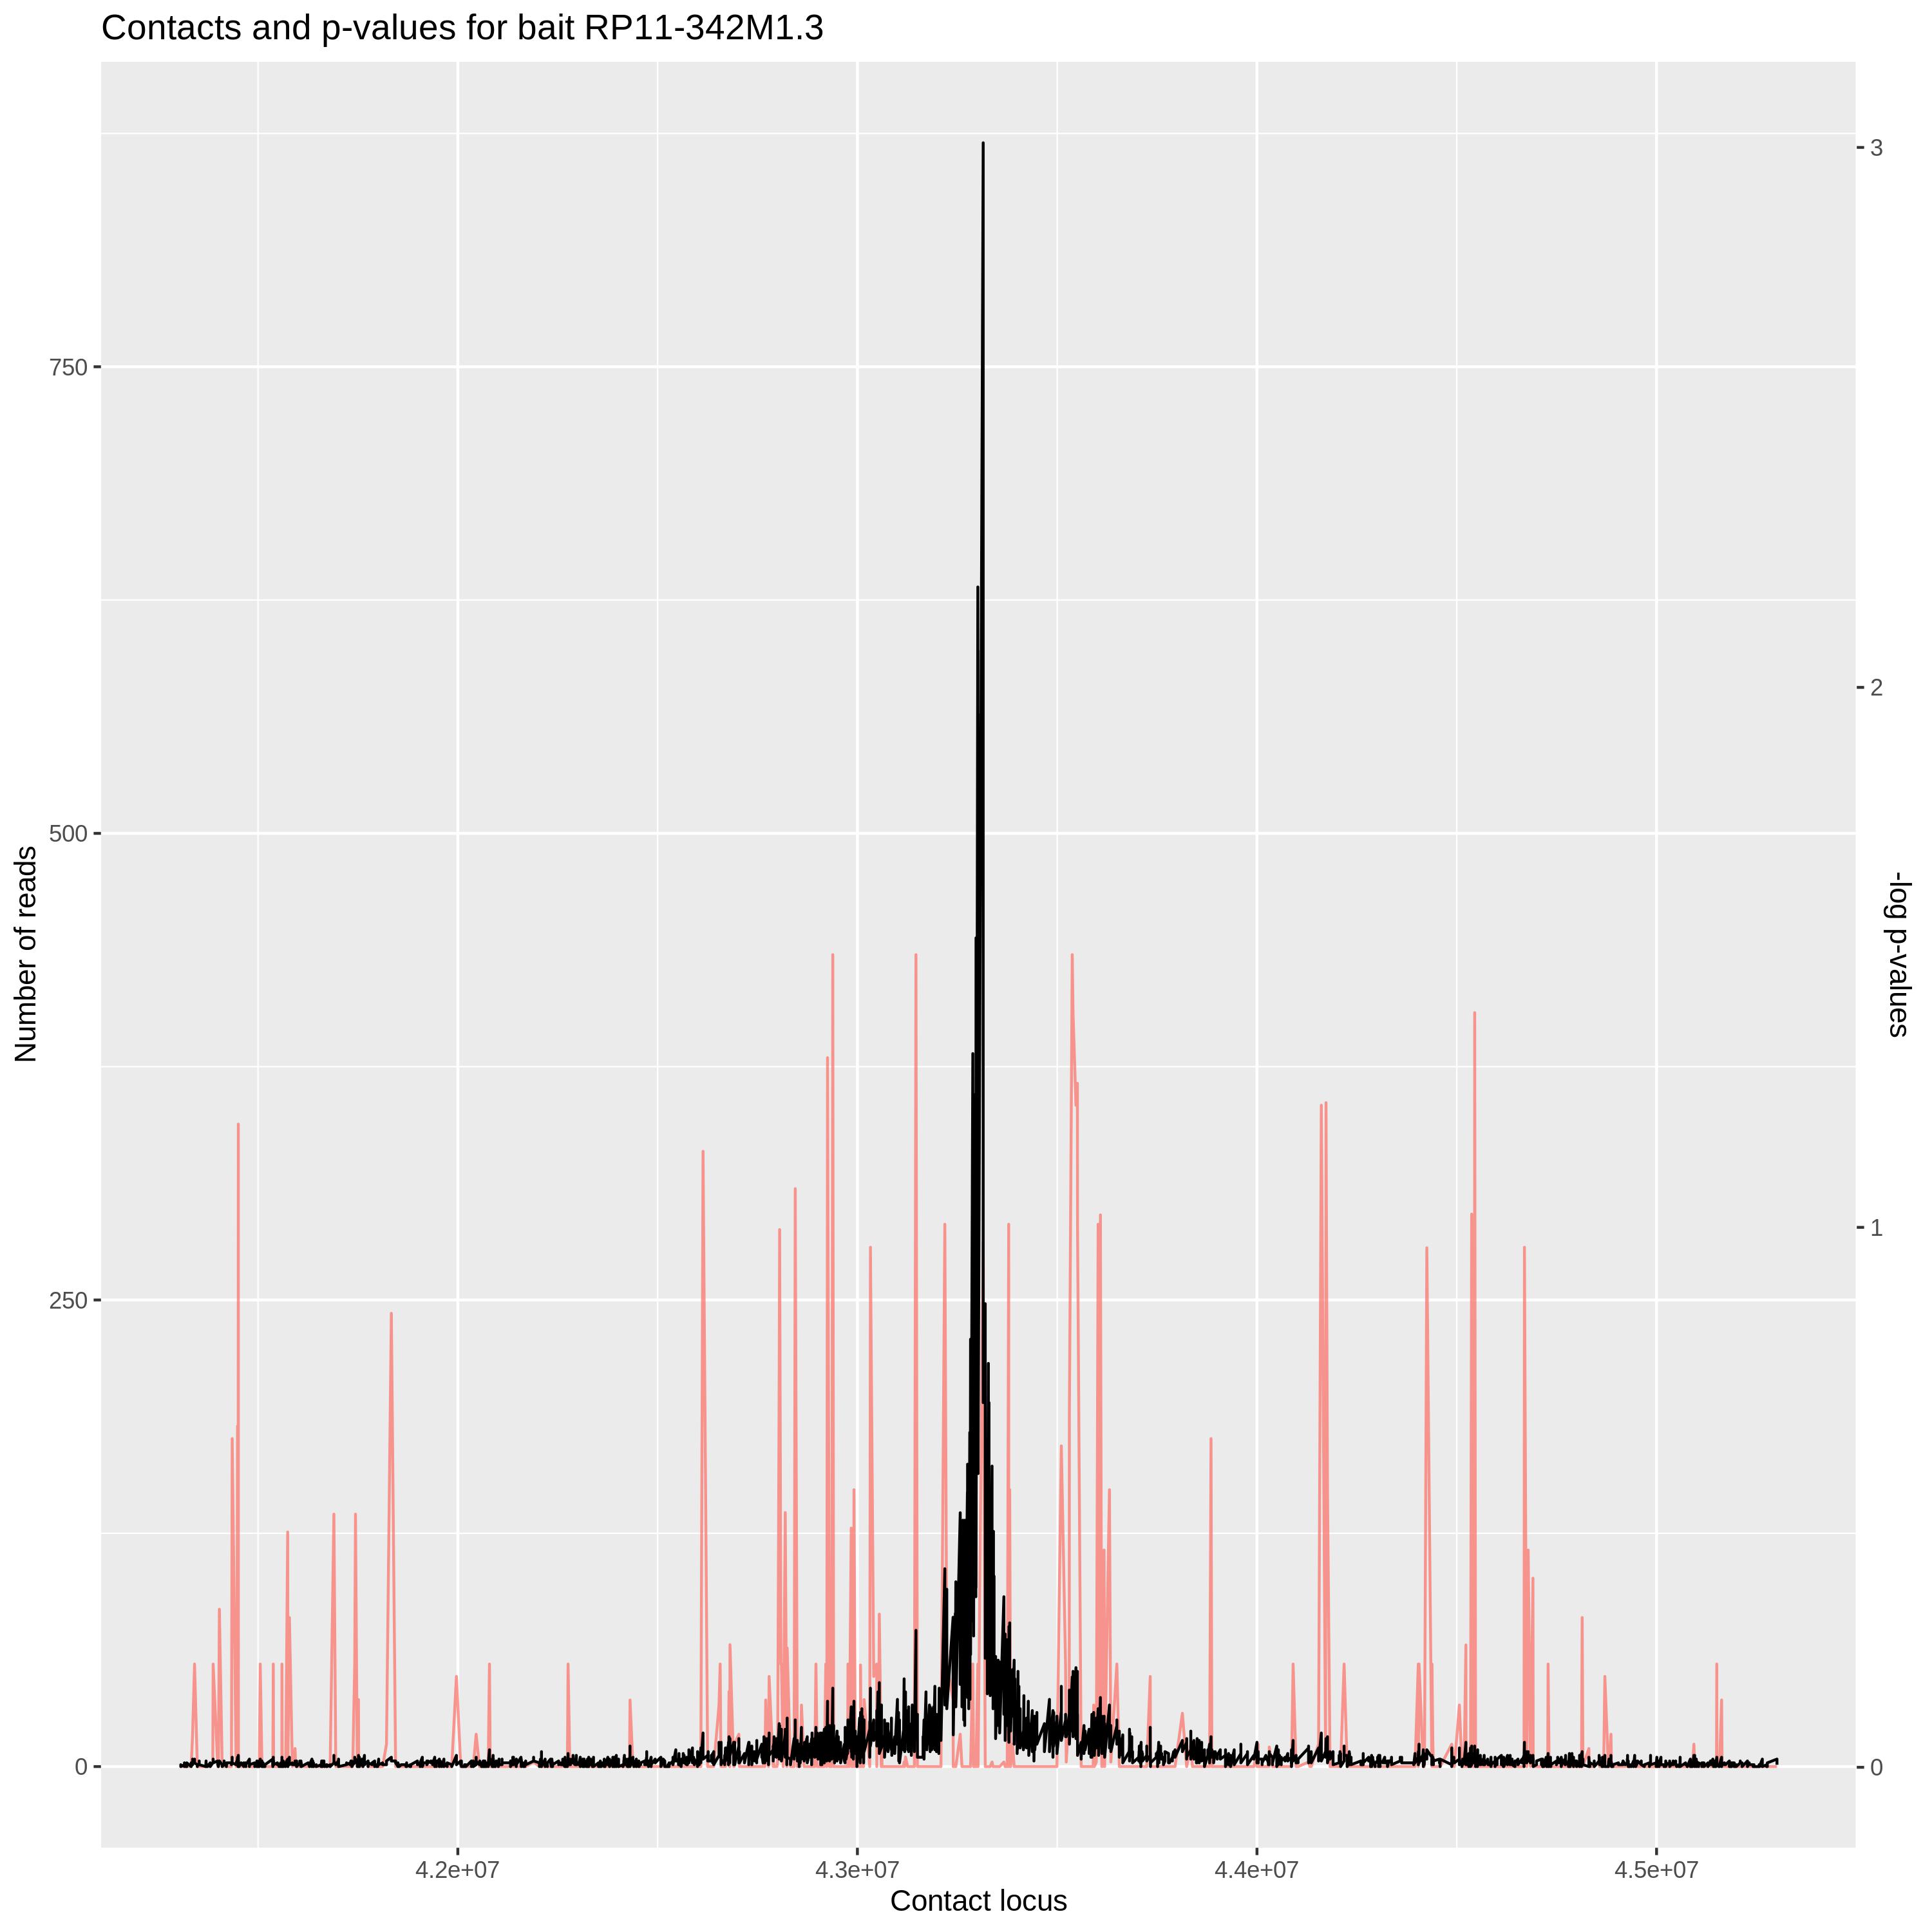 Contacts and p-values for bait RP11-342M1.3
Number of reads
750
500
250
0
3
2
1
0
-log p-values
4.2e+07
4.3e+07
4.4e+07
4.5e+07
Contact locus